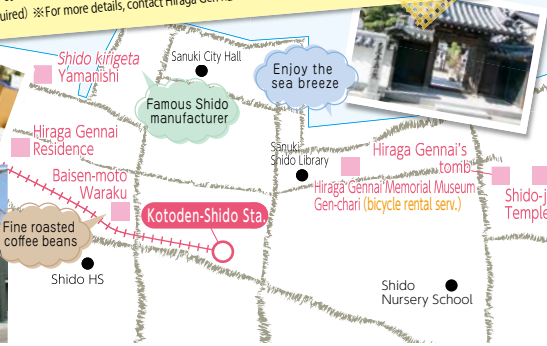 uired) ※For more details, contact Hiraga Gennai
Shido kirigeta
Yamanishi
Sanuki City Hall
Enjoy the
sea breeze
Famous Shido
manufacturer
Hiraga Gennai
Residence
Sanuki
Shido Library
Hiraga Gennai's
tomb
Baisen-moto
Waraku
Hiraga Gennai Memorial Museum
Gen-chari (bicycle rental serv.)
Shido-j
Temple
Kotoden-Shido Sta.
Fine roasted
coffee beans
Shido HS
Shido
Nursery School